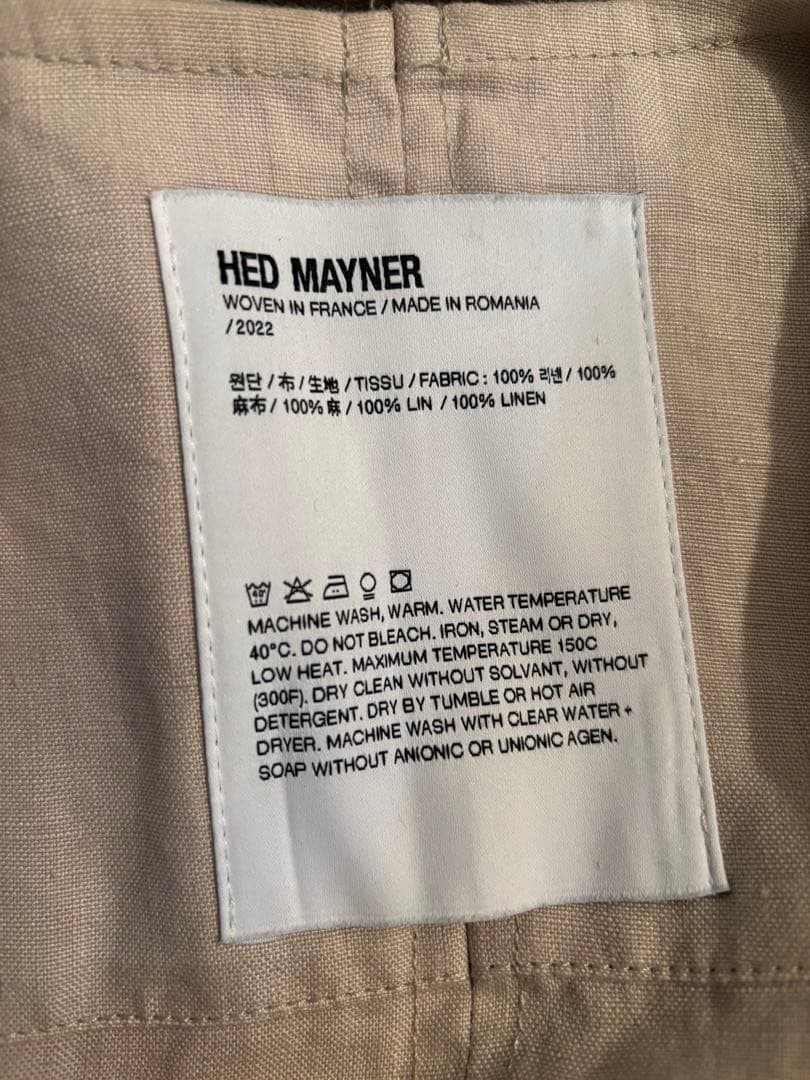 HED MAYNER
WOVEN IN FRANCE / MADE IN ROMANIA
/ 2022
원단 / 布 / 生地 / TISSU / FABRIC : 100% 리넨 / 100%
麻布 / 100% 麻 / 100% LIN / 100% LINEN
40°
MACHINE WASH, WARM. WATER TEMPERATURE
40°C. DO NOT BLEACH. IRON, STEAM OR DRY,
LOW HEAT. MAXIMUM TEMPERATURE 150C
(300F). DRY CLEAN WITHOUT SOLVANT, WITHOUT
DETERGENT. DRY BY TUMBLE OR HOT AIR
DRYER. MACHINE WASH WITH CLEAR WATER +
SOAP WITHOUT ANIONIC OR UNIONIC AGEN.